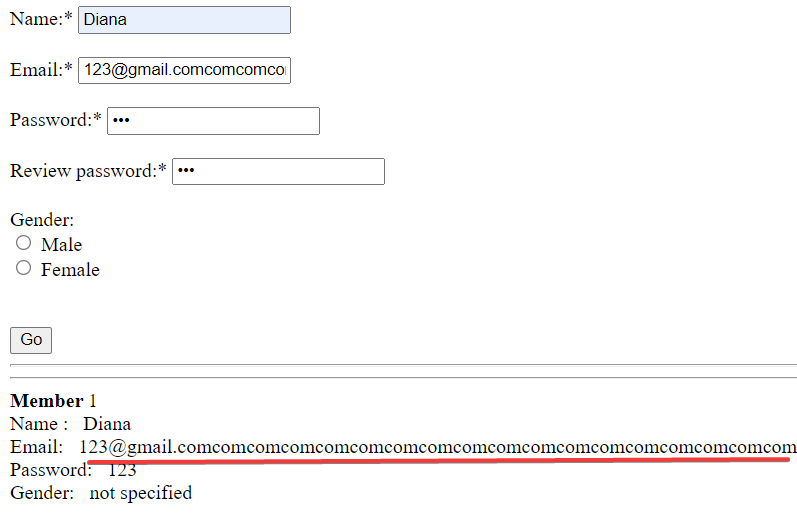 Name:* Diana
Email:* 123@gmail.comcomcomco
Password:* •••
Review password:* •••
Gender:
Male
Female
Go
Member 1
Name : Diana
Email: 123@gmail.comcomcomcomcomcomcomcomcomcomcomcomcomcomcomcomcomcom
Password: 123
Gender: not specified